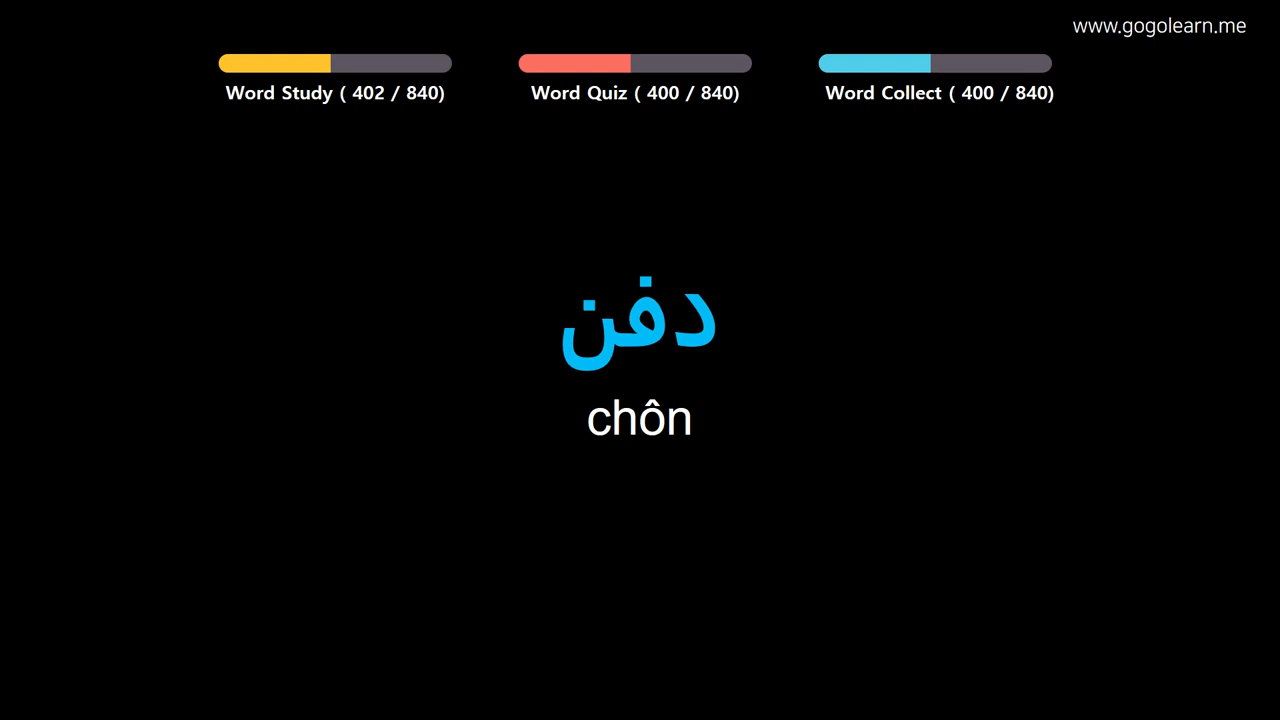 www.gogolearn.me
Word Study ( 402 / 840)
Word Quiz ( 400 / 840)
Word Collect ( 400 / 840)
دفن
chôn